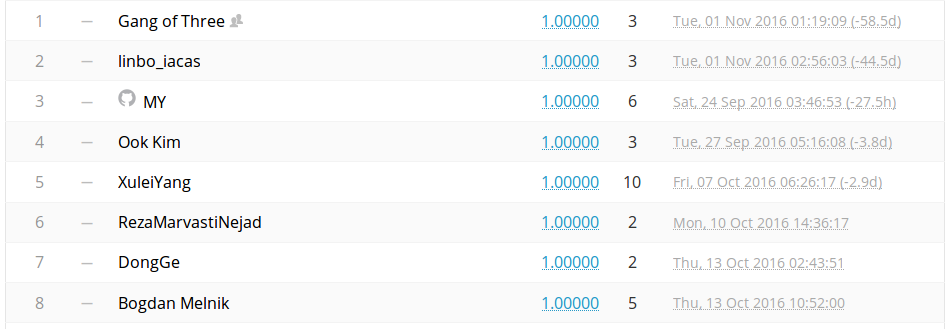 1 — Gang of Three 1.00000 3 Tue, 01 Nov 2016 01:19:09 (-58.5d)
2 — linbo_iacas 1.00000 3 Tue, 01 Nov 2016 02:56:03 (-44.5d)
3 — MY 1.00000 6 Sat, 24 Sep 2016 03:46:53 (-27.5h)
4 — Ook Kim 1.00000 3 Tue, 27 Sep 2016 05:16:08 (-3.8d)
5 — XuleiYang 1.00000 10 Fri, 07 Oct 2016 06:26:17 (-2.9d)
6 — RezaMarvastiNejad 1.00000 2 Mon, 10 Oct 2016 14:36:17
7 — DongGe 1.00000 2 Thu, 13 Oct 2016 02:43:51
8 — Bogdan Melnik 1.00000 5 Thu, 13 Oct 2016 10:52:00